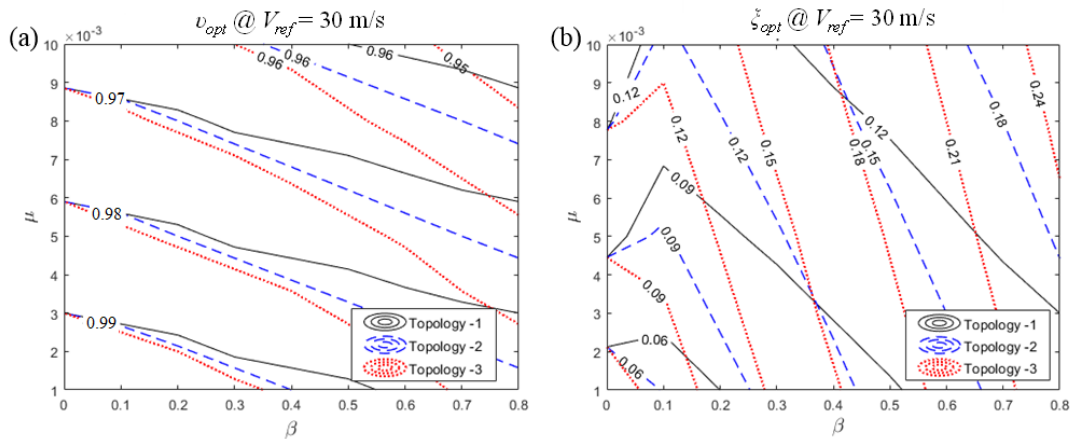 (a) υopt @ Vref = 30 m/s
× 10⁻³
10
9
8
7
6
5
4
3
2
1
μ
0 0.1 0.2 0.3 0.4 0.5 0.6 0.7 0.8
β
0.96 0.96 0.96 0.95
0.97
0.98
0.99
Topology -1
Topology -2
Topology -3
(b) ξopt @ Vref = 30 m/s
× 10⁻³
10
9
8
7
6
5
4
3
2
1
μ
0 0.1 0.2 0.3 0.4 0.5 0.6 0.7 0.8
β
0.12 0.12 0.12 0.15 0.18 0.15 0.12 0.21 0.18 0.24
0.09
0.09
0.09
0.06
0.06
Topology -1
Topology -2
Topology -3